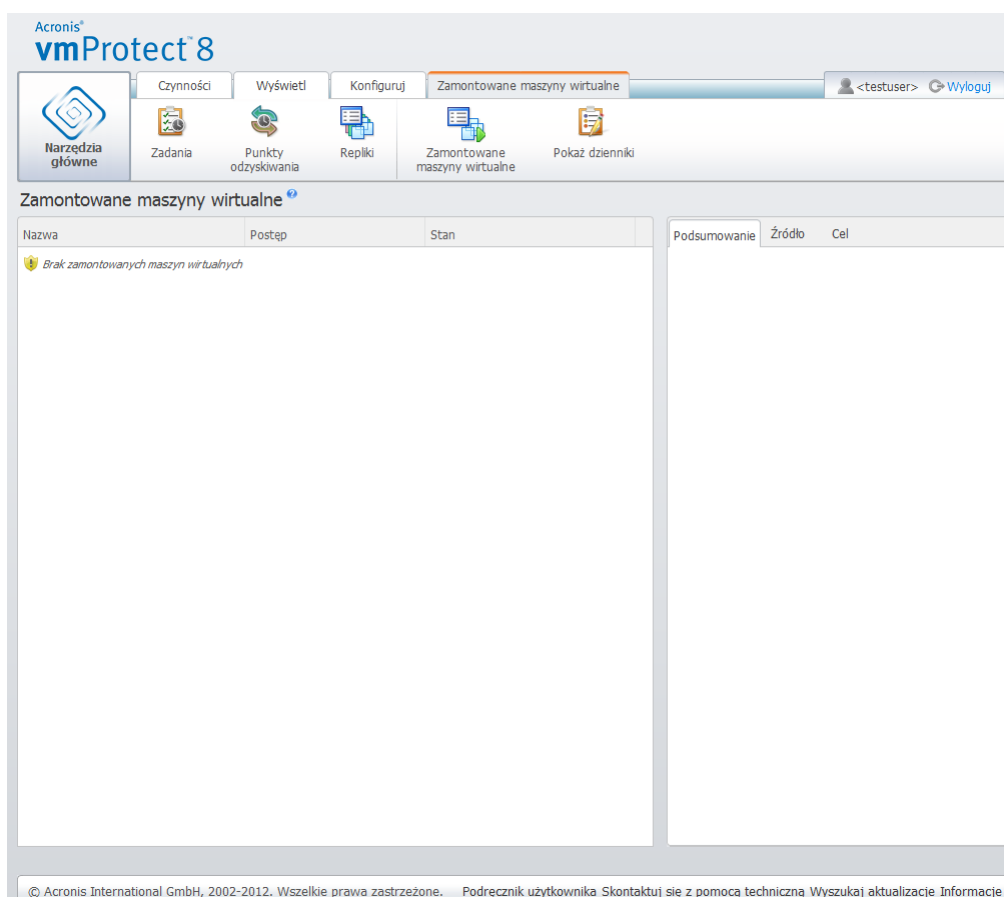 Acronis®
vmProtect™ 8
Czynności Wyświetl Konfiguruj Zamontowane maszyny wirtualne <testuser> Wyloguj
Narzędzia główne
Zadania
Punkty odzyskiwania
Repliki
Zamontowane maszyny wirtualne
Pokaż dzienniki
Zamontowane maszyny wirtualne
Nazwa Postęp Stan
Brak zamontowanych maszyn wirtualnych
Podsumowanie Źródło Cel
© Acronis International GmbH, 2002-2012. Wszelkie prawa zastrzeżone. Podręcznik użytkownika Skontaktuj się z pomocą techniczną Wyszukaj aktualizacje Informacje